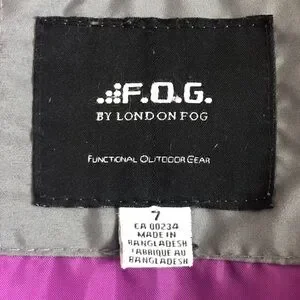 F.O.G.
BY LONDON FOG
FUNCTIONAL OUTDOOR GEAR
7
CA 00234
MADE IN
BANGLADESH
FABRIQUE AU
BANGLADESH